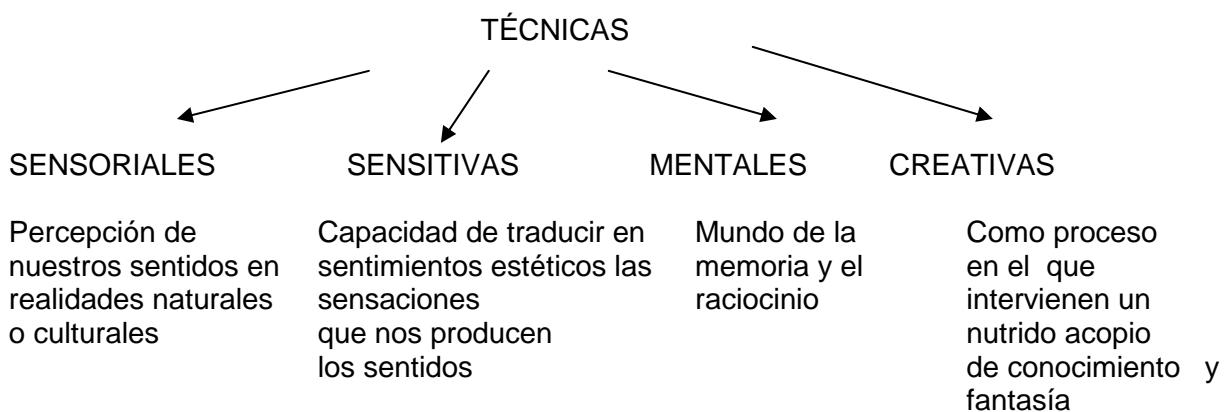 TÉCNICAS
SENSORIALES
SENSITIVAS
MENTALES
CREATIVAS
Percepción de
nuestros sentidos en
realidades naturales
o culturales
Capacidad de traducir en
sentimientos estéticos las
sensaciones
que nos producen
los sentidos
Mundo de la
memoria y el
raciocinio
Como proceso
en el que
intervienen un
nutrido acopio
de conocimiento y
fantasía